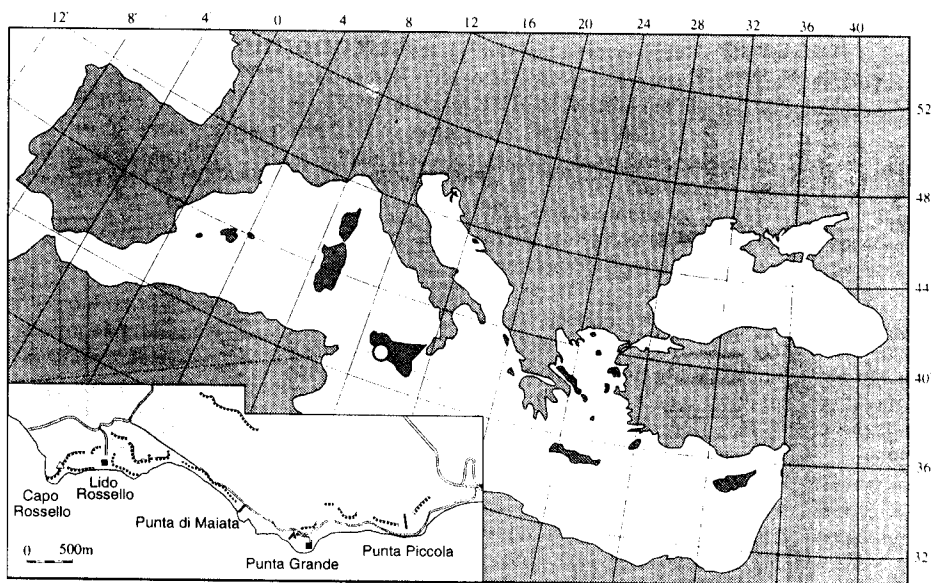 12° 8° 4° 0 4 8 12 16 20 24 28 32 36 40
52
48
44
40
36
32
Capo
Rossello
Lido
Rossello
Punta di Maiata
Punta Grande
Punta Piccola
0 500m